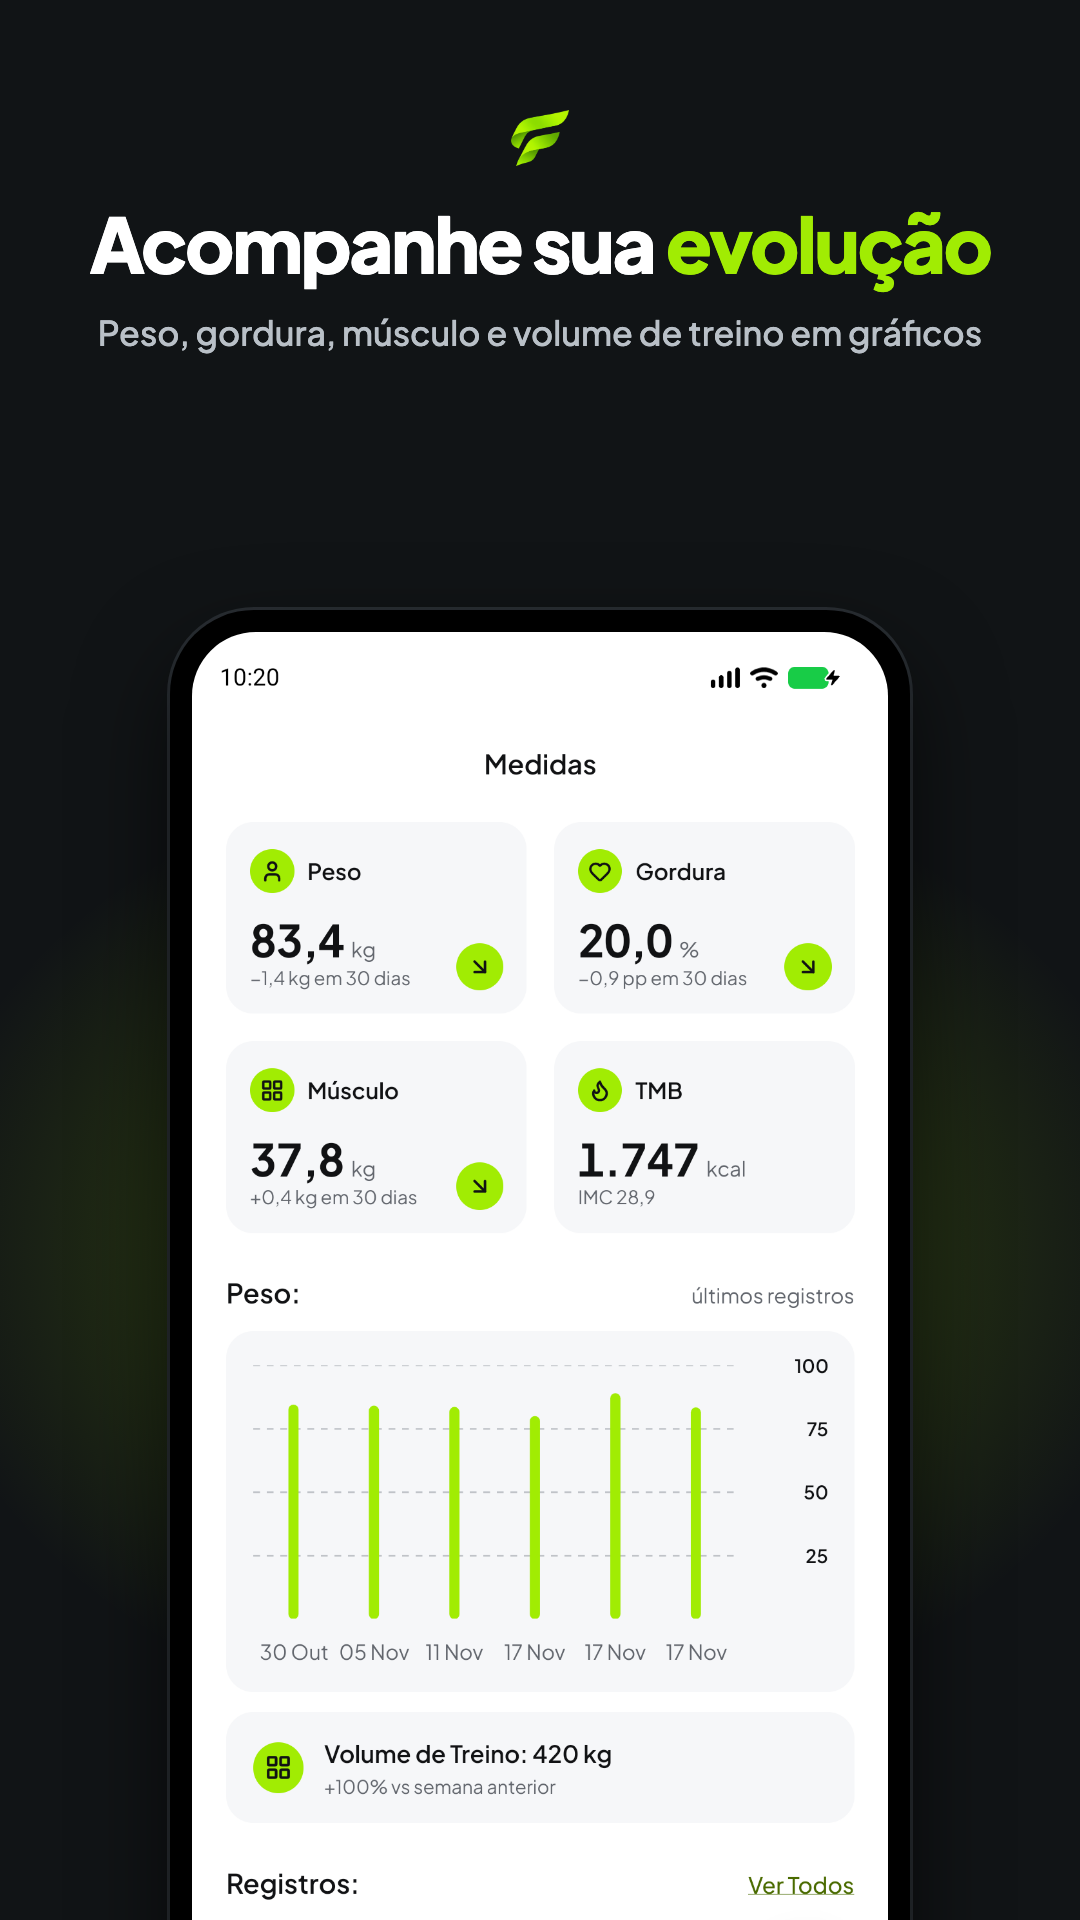 Acompanhe sua evolução
Peso, gordura, músculo e volume de treino em gráficos
10:20
Medidas
Peso
83,4 kg
−1,4 kg em 30 dias
Gordura
20,0 %
−0,9 pp em 30 dias
Músculo
37,8 kg
+0,4 kg em 30 dias
TMB
1.747 kcal
IMC 28,9
Peso:
últimos registros
100
75
50
25
30 Out 05 Nov 11 Nov 17 Nov 17 Nov 17 Nov
Volume de Treino: 420 kg
+100% vs semana anterior
Registros:
Ver Todos